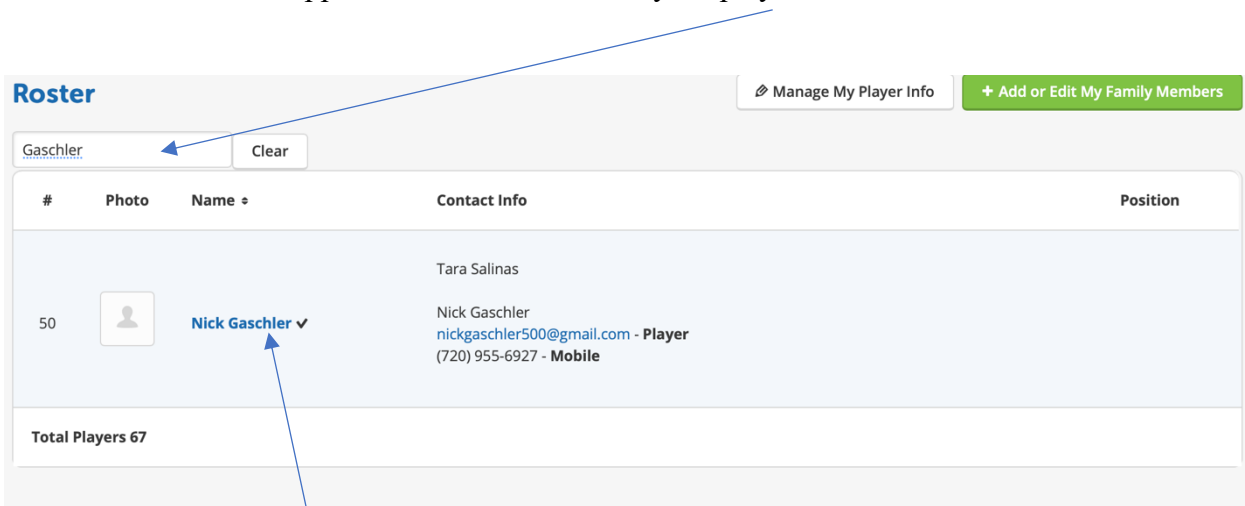 Roster
Manage My Player Info
+ Add or Edit My Family Members
Gaschler
Clear
# Photo Name Contact Info Position
Tara Salinas
50 Nick Gaschler ✔ Nick Gaschler
nickgaschler500@gmail.com - Player
(720) 955-6927 - Mobile
Total Players 67